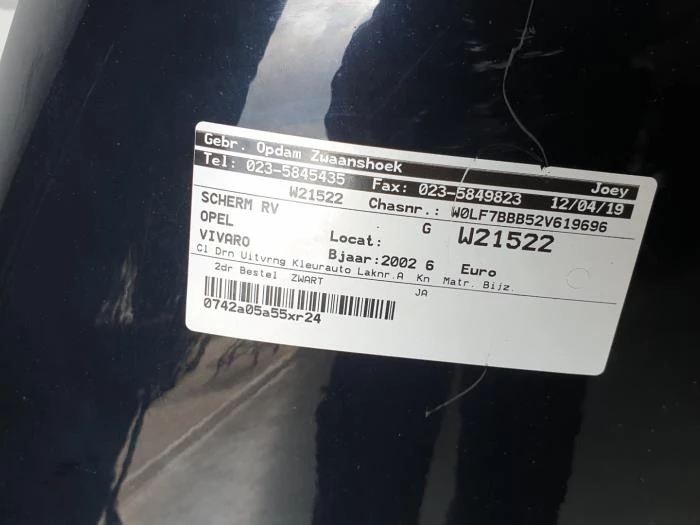 Gebr. Opdam Zwaanshoek Joey
Tel: 023-5845435 Fax: 023-5849823 12/04/19
W21522 Chasnr.: W0LF7BBB52V619696
SCHERM RV G W21522
OPEL Locat:
VIVARO Bjaar:2002 6 Euro
Cl Drn Uitvrng Kleurauto Laknr.A Kn Matr. Bijz.
2dr Bestel ZWART JA
0742a05a55xr24